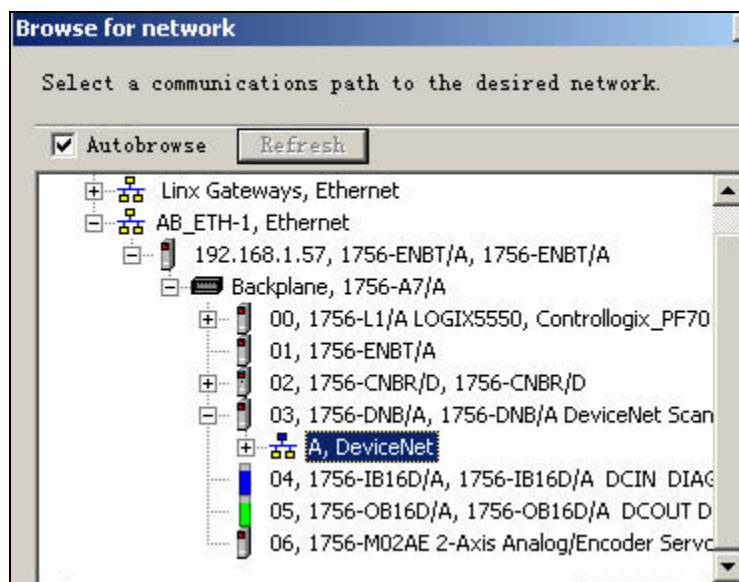 Browse for network
Select a communications path to the desired network.
Autobrowse Refresh
Linx Gateways, Ethernet
AB_ETH-1, Ethernet
192.168.1.57, 1756-ENBT/A, 1756-ENBT/A
Backplane, 1756-A7/A
00, 1756-L1/A LOGIX5550, Controllogix_PF70
01, 1756-ENBT/A
02, 1756-CNBR/D, 1756-CNBR/D
03, 1756-DNB/A, 1756-DNB/A DeviceNet Scan
A, DeviceNet
04, 1756-IB16D/A, 1756-IB16D/A DCIN DIAG
05, 1756-OB16D/A, 1756-OB16D/A DCOUT D
06, 1756-M02AE 2-Axis Analog/Encoder Servo